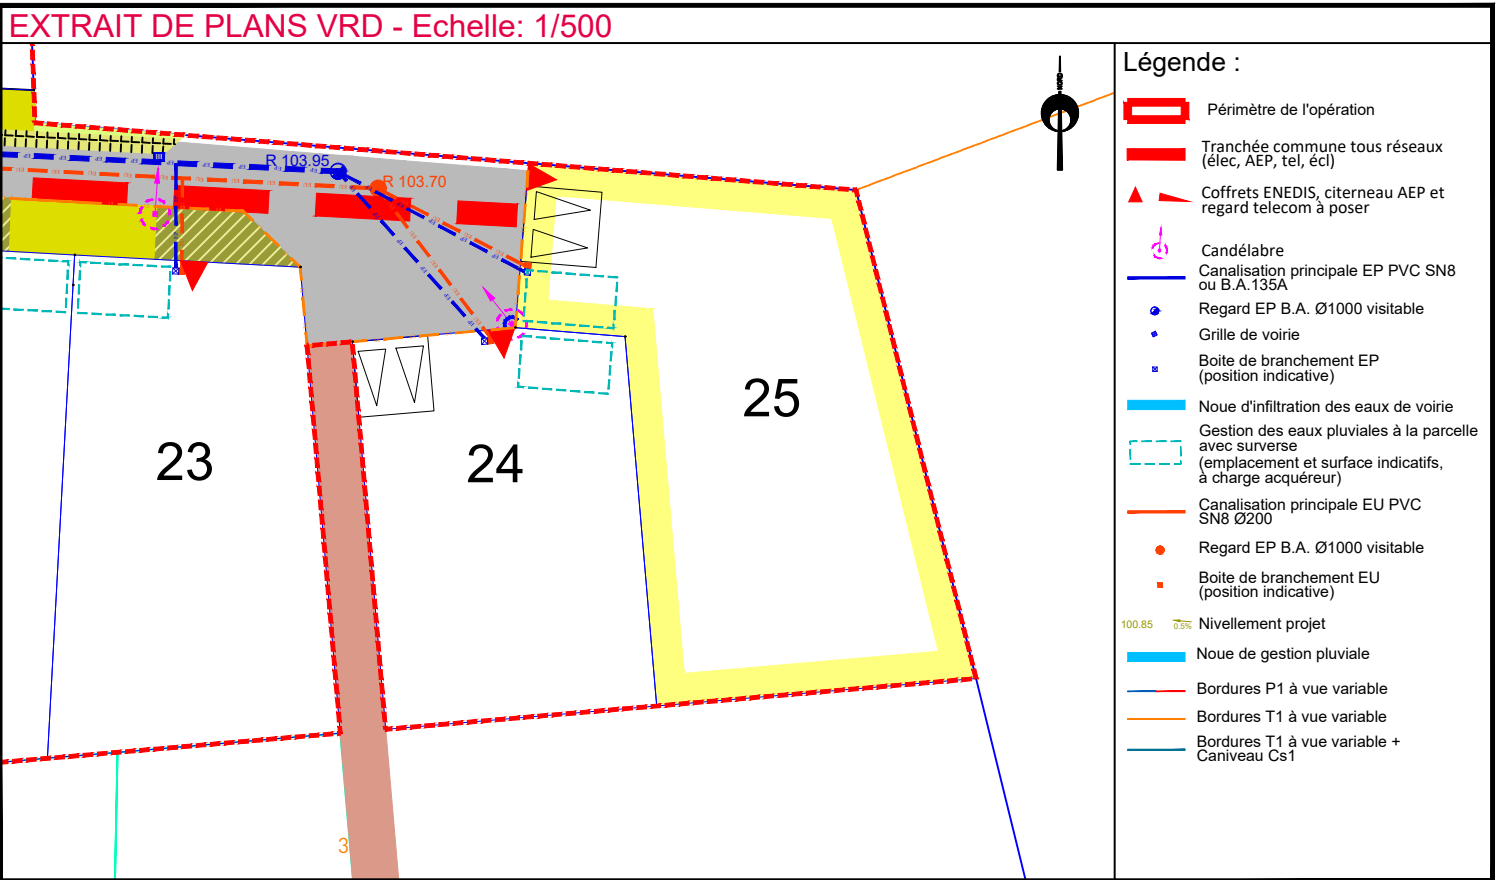 EXTRAIT DE PLANS VRD - Echelle: 1/500
NORD
R 103.95
R 103.70
23
24
25
3
Légende :
Périmètre de l'opération
Tranchée commune tous réseaux
(élec, AEP, tel, écl)
Coffrets ENEDIS, citerneau AEP et
regard telecom à poser
Candélabre
Canalisation principale EP PVC SN8
ou B.A.135A
Regard EP B.A. Ø1000 visitable
Grille de voirie
Boite de branchement EP
(position indicative)
Noue d'infiltration des eaux de voirie
Gestion des eaux pluviales à la parcelle
avec surverse
(emplacement et surface indicatifs,
à charge acquéreur)
Canalisation principale EU PVC
SN8 Ø200
Regard EP B.A. Ø1000 visitable
Boite de branchement EU
(position indicative)
100.85 0.5% Nivellement projet
Noue de gestion pluviale
Bordures P1 à vue variable
Bordures T1 à vue variable
Bordures T1 à vue variable +
Caniveau Cs1